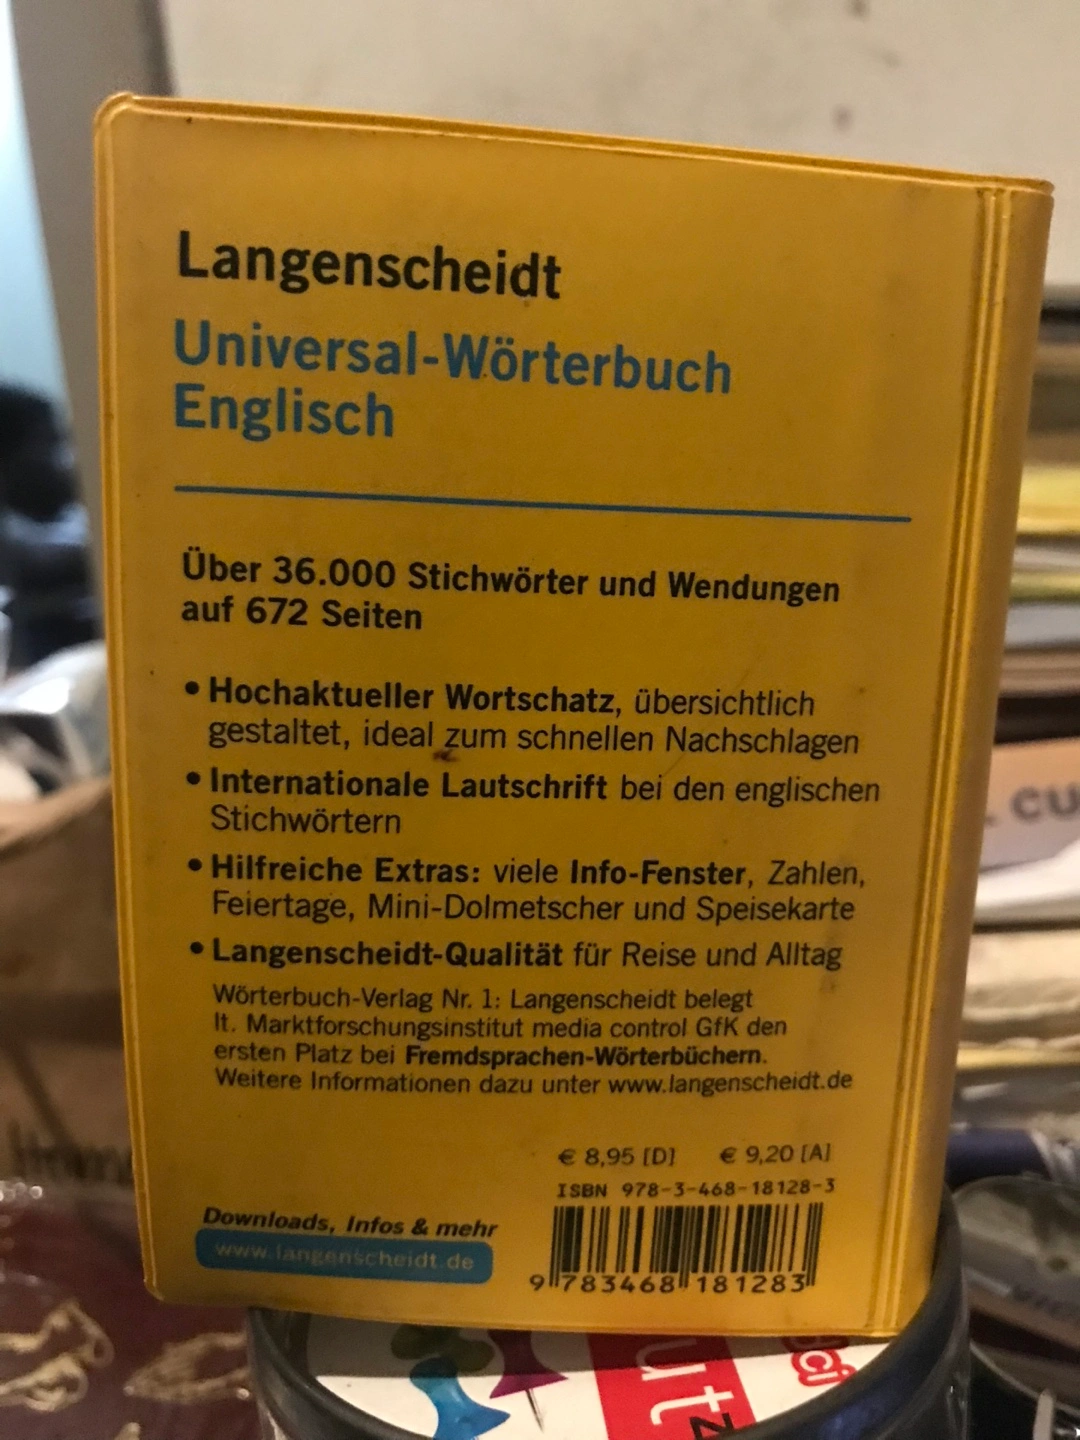 Langenscheidt
Universal-Wörterbuch
Englisch
Über 36.000 Stichwörter und Wendungen
auf 672 Seiten
• Hochaktueller Wortschatz, übersichtlich
gestaltet, ideal zum schnellen Nachschlagen
• Internationale Lautschrift bei den englischen
Stichwörtern
• Hilfreiche Extras: viele Info-Fenster, Zahlen,
Feiertage, Mini-Dolmetscher und Speisekarte
• Langenscheidt-Qualität für Reise und Alltag
Wörterbuch-Verlag Nr. 1: Langenscheidt belegt
lt. Marktforschungsinstitut media control GfK den
ersten Platz bei Fremdsprachen-Wörterbüchern.
Weitere Informationen dazu unter www.langenscheidt.de
€ 8,95 [D] € 9,20 [A]
ISBN 978-3-468-18128-3
Downloads, Infos & mehr
www.langenscheidt.de
9 783468 181283
CU
utz